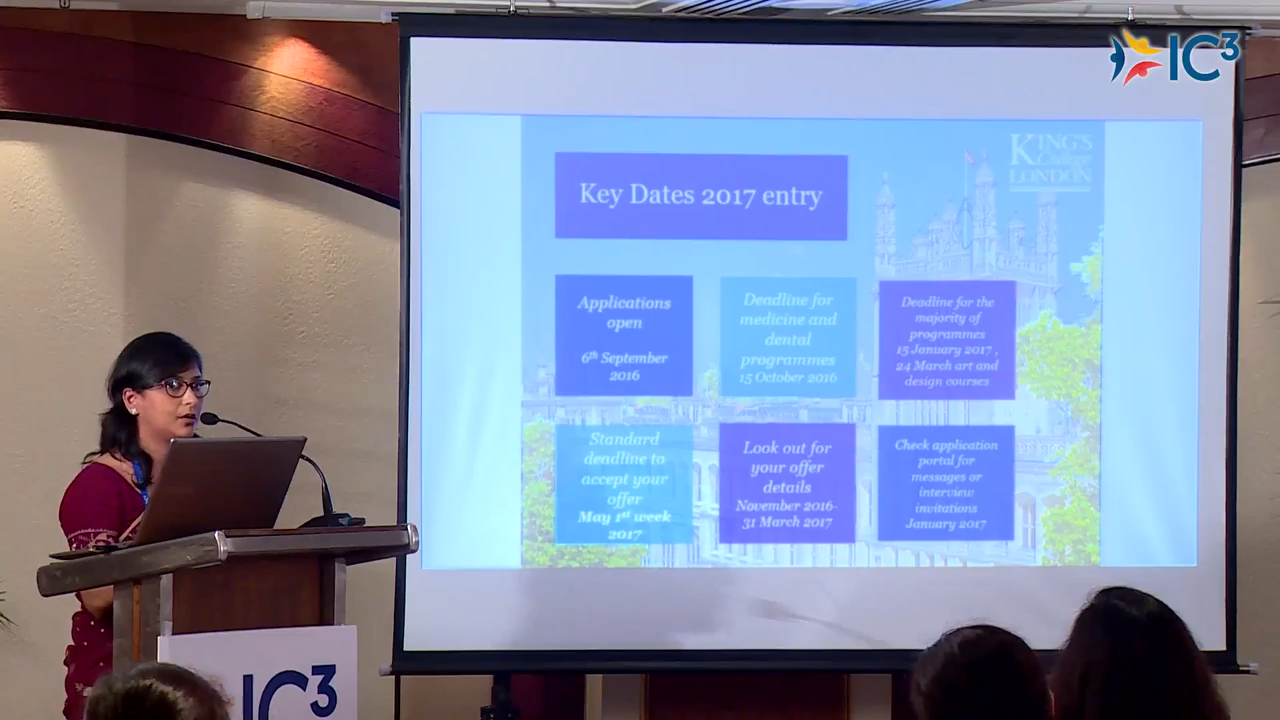 IC3
KING'S
College
LONDON
Key Dates 2017 entry
Applications
open
6th September
2016
Deadline for
medicine and
dental
programmes
15 October 2016
Deadline for the
majority of
programmes
15 January 2017 ,
24 March art and
design courses
Standard
deadline to
accept your
offer
May 1st week
2017
Look out for
your offer
details
November 2016-
31 March 2017
Check application
portal for
messages or
interview
invitations
January 2017
IC3